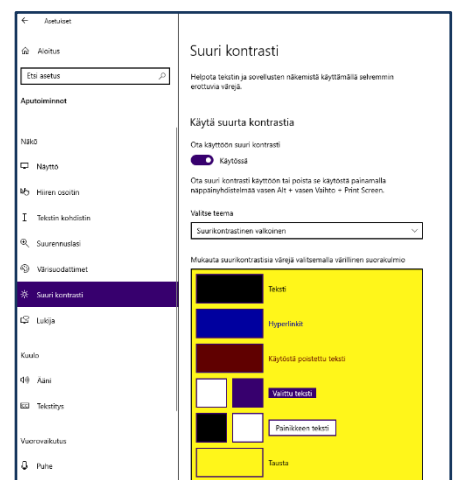 Asetukset
Aloitus
Etsi asetus
Aputoiminnot
Näkö
Näyttö
Hiiren osoitin
Tekstin kohdistin
Suurennuslasi
Värisuodattimet
Suuri kontrasti
Lukija
Kuulo
Ääni
Tekstitys
Vuorovaikutus
Puhe
Suuri kontrasti
Helpota tekstin ja sovellusten näkemistä käyttämällä selvemmin
erottuvia värejä.
Käytä suurta kontrastia
Ota käyttöön suuri kontrasti
Käytössä
Ota suuri kontrasti käyttöön tai poista se käytöstä painamalla
näppäinyhdistelmää vasen Alt + vasen Vaihto + Print Screen.
Valitse teema
Suurikontrastinen valkoinen
Mukauta suurikontrastisia värejä valitsemalla värillinen suorakulmio
Teksti
Hyperlinkit
Käytöstä poistettu teksti
Valittu teksti
Painikkeen teksti
Tausta